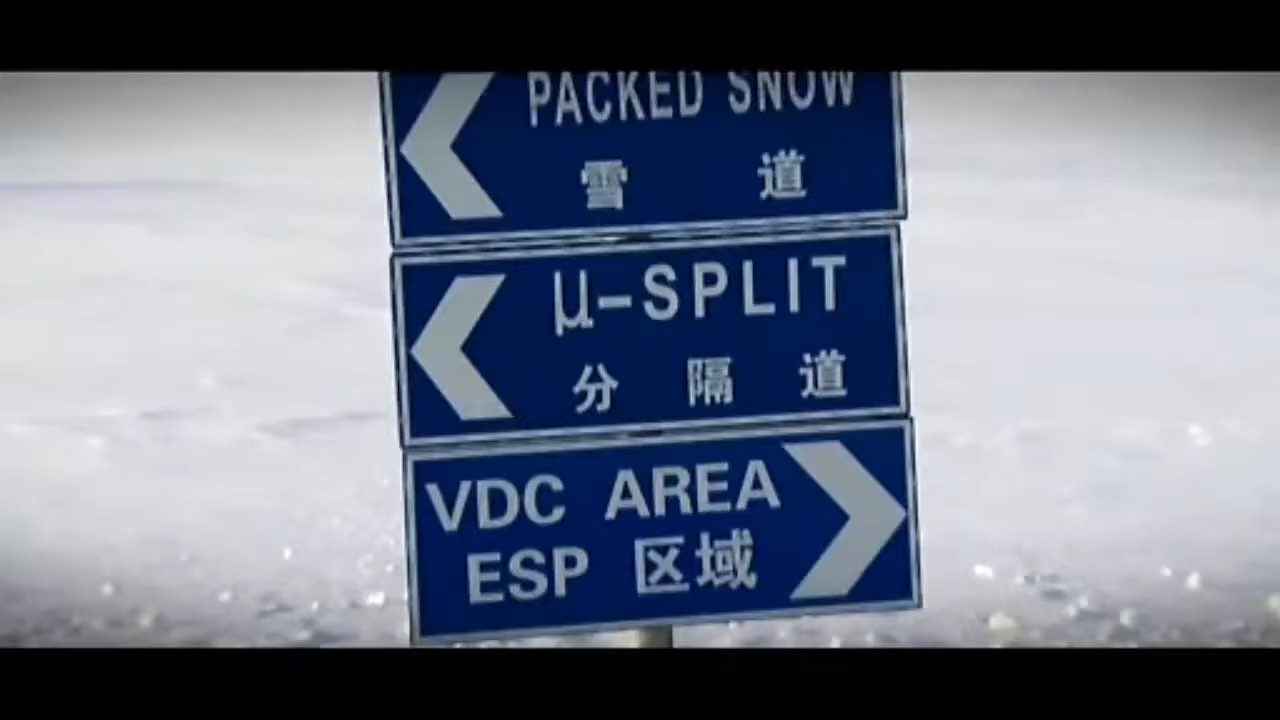 PACKED SNOW
雪 道
μ-SPLIT
分 隔 道
VDC AREA
ESP 区域